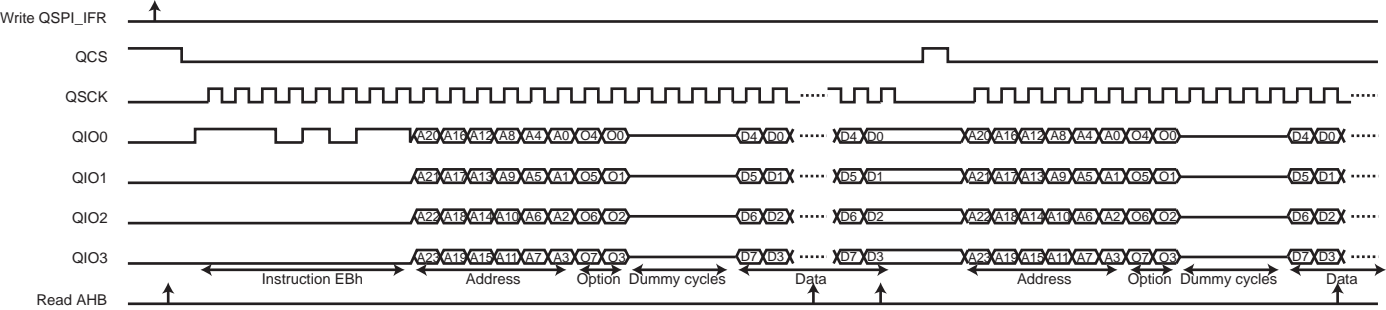 Write QSPI_IFR
QCS
QSCK
QIO0 A20 A16 A12 A8 A4 A0 O4 O0 D4 D0 D4 D0 A20 A16 A12 A8 A4 A0 O4 O0 D4 D0
QIO1 A21 A17 A13 A9 A5 A1 O5 O1 D5 D1 D5 D1 A21 A17 A13 A9 A5 A1 O5 O1 D5 D1
QIO2 A22 A18 A14 A10 A6 A2 O6 O2 D6 D2 D6 D2 A22 A18 A14 A10 A6 A2 O6 O2 D6 D2
QIO3 A23 A19 A15 A11 A7 A3 O7 O3 D7 D3 D7 D3 A23 A19 A15 A11 A7 A3 O7 O3 D7 D3
Instruction EBh Address Option Dummy cycles Data Address Option Dummy cycles Data
Read AHB